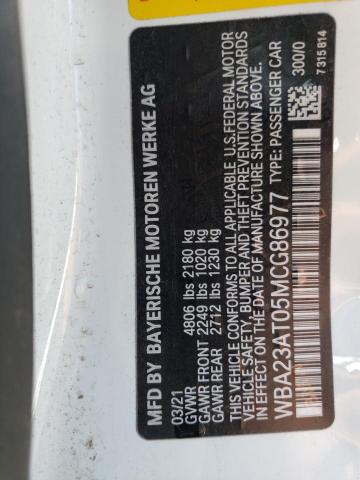 MFD BY BAYERISCHE MOTOREN WERKE AG
03/21
GVWR 4806 lbs 2180 kg
GAWR FRONT 2249 lbs 1020 kg
GAWR REAR 2712 lbs 1230 kg
THIS VEHICLE CONFORMS TO ALL APPLICABLE U.S.FEDERAL MOTOR
VEHICLE SAFETY, BUMPER AND THEFT PREVENTION STANDARDS
IN EFFECT ON THE DATE OF MANUFACTURE SHOWN ABOVE.
WBA23AT05MCG86977 TYPE: PASSENGER CAR
300/0
7315814